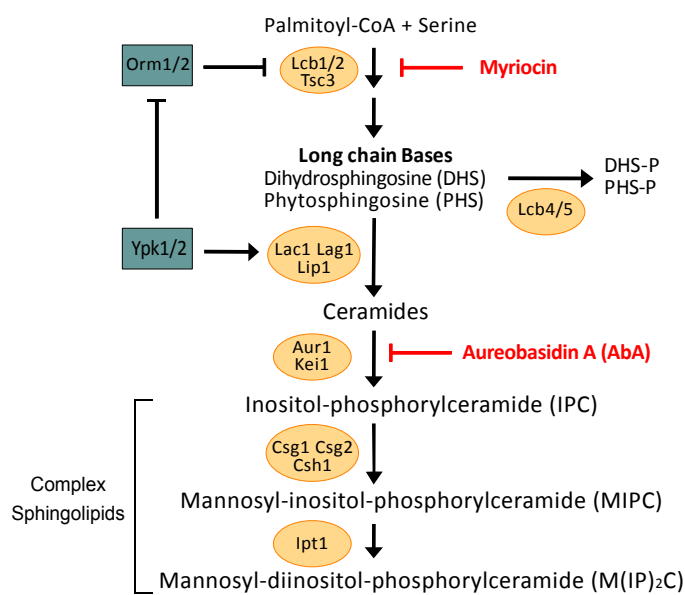 Palmitoyl-CoA + Serine
Orm1/2
Lcb1/2
Tsc3
Myriocin
Long chain Bases
Dihydrosphingosine (DHS)
Phytosphingosine (PHS)
DHS-P
PHS-P
Lcb4/5
Ypk1/2
Lac1 Lag1
Lip1
Ceramides
Aur1
Kei1
Aureobasidin A (AbA)
Inositol-phosphorylceramide (IPC)
Csg1 Csg2
Csh1
Complex
Sphingolipids
Mannosyl-inositol-phosphorylceramide (MIPC)
Ipt1
Mannosyl-diinositol-phosphorylceramide (M(IP)₂C)